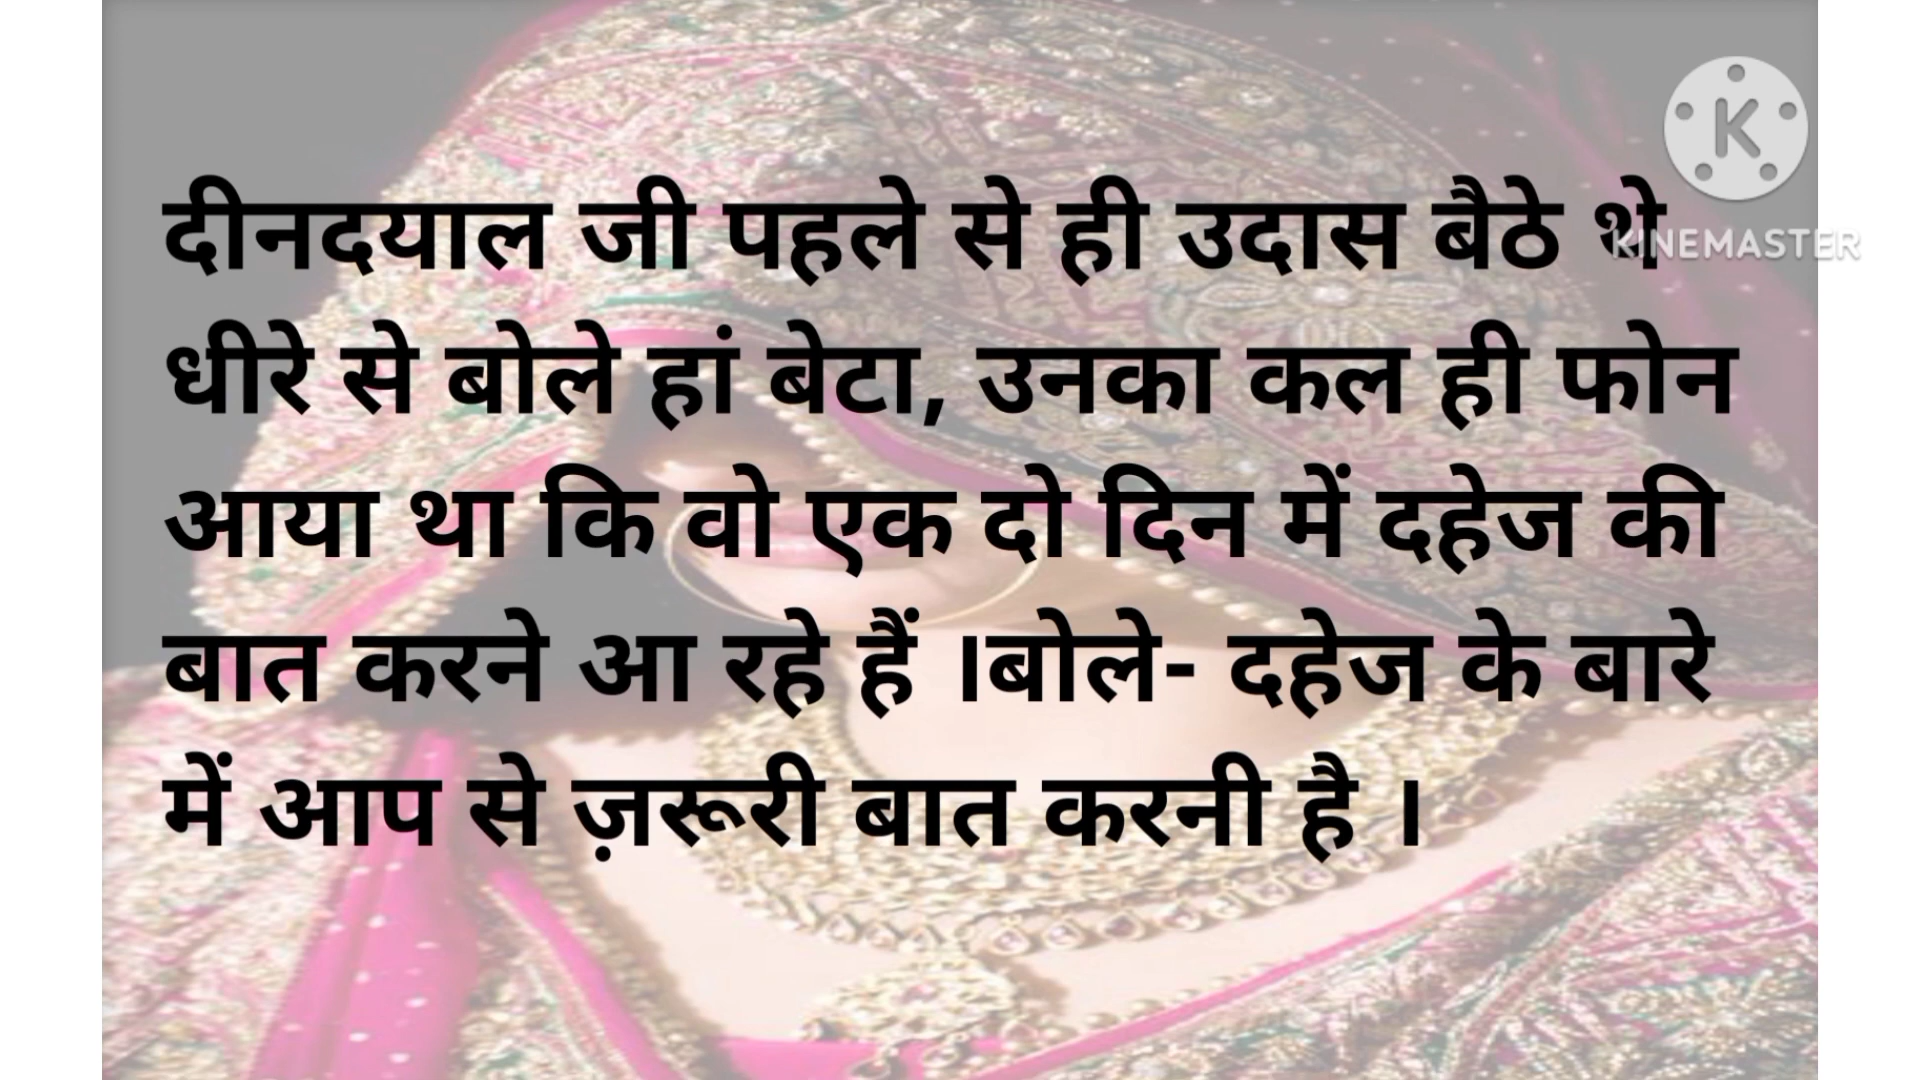 दीनदयाल जी पहले से ही उदास बैठे थे
धीरे से बोले हां बेटा, उनका कल ही फोन
आया था कि वो एक दो दिन में दहेज की
बात करने आ रहे हैं ।बोले- दहेज के बारे
में आप से ज़रूरी बात करनी है ।
K
KINEMASTER